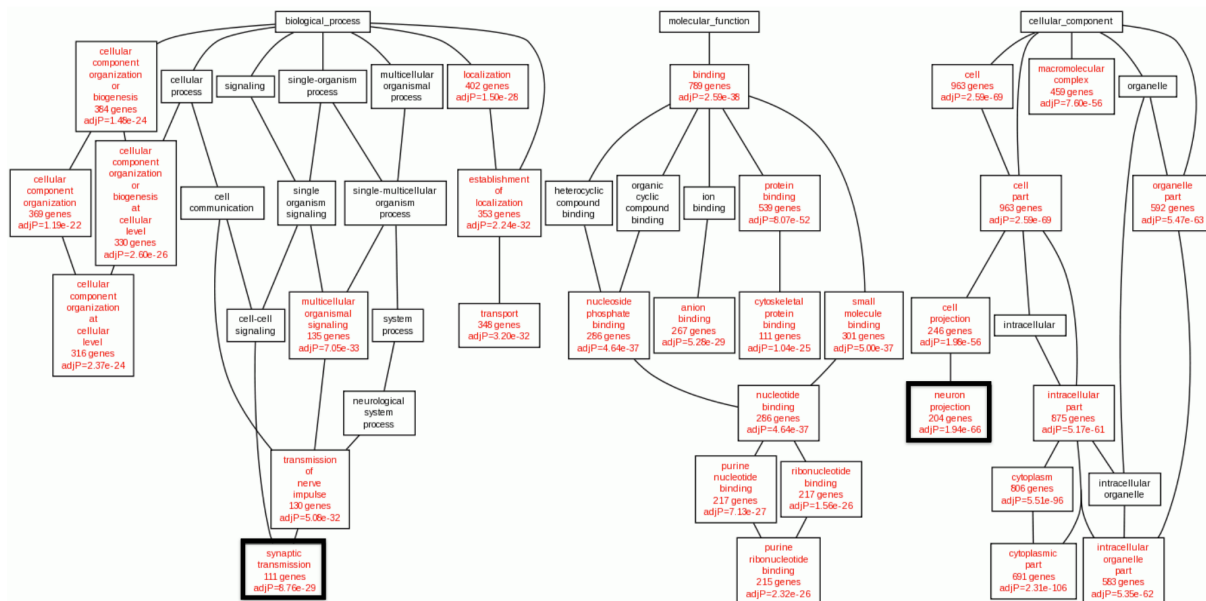 biological_process
molecular_function
cellular_component
cellular
component
organization
or
biogenesis
384 genes
adjP=1.48e-24
cellular
process
signaling
single-organism
process
multicellular
organismal
process
localization
402 genes
adjP=1.50e-28
binding
789 genes
adjP=2.59e-38
cell
963 genes
adjP=2.59e-69
macromolecular
complex
459 genes
adjP=7.60e-56
organelle
cellular
component
organization
369 genes
adjP=1.19e-22
cellular
component
organization
or
biogenesis
at
cellular
level
330 genes
adjP=2.60e-26
cell
communication
single
organism
signaling
single-multicellular
organism
process
establishment
of
localization
353 genes
adjP=2.24e-32
heterocyclic
compound
binding
organic
cyclic
compound
binding
ion
binding
protein
binding
539 genes
adjP=8.07e-52
cell
part
963 genes
adjP=2.59e-69
organelle
part
592 genes
adjP=5.47e-63
cellular
component
organization
at
cellular
level
316 genes
adjP=2.37e-24
cell-cell
signaling
multicellular
organismal
signaling
135 genes
adjP=7.05e-33
system
process
transport
348 genes
adjP=3.20e-32
nucleoside
phosphate
binding
286 genes
adjP=4.64e-37
anion
binding
267 genes
adjP=5.28e-29
cytoskeletal
protein
binding
111 genes
adjP=1.04e-25
small
molecule
binding
301 genes
adjP=5.00e-37
cell
projection
246 genes
adjP=1.98e-56
intracellular
neurological
system
process
nucleotide
binding
286 genes
adjP=4.64e-37
neuron
projection
204 genes
adjP=1.94e-66
intracellular
part
875 genes
adjP=5.17e-61
transmission
of
nerve
impulse
130 genes
adjP=5.08e-32
purine
nucleotide
binding
217 genes
adjP=7.13e-27
ribonucleotide
binding
217 genes
adjP=1.56e-26
cytoplasm
806 genes
adjP=5.51e-96
intracellular
organelle
synaptic
transmission
111 genes
adjP=8.76e-29
purine
ribonucleotide
binding
215 genes
adjP=2.32e-26
cytoplasmic
part
691 genes
adjP=2.31e-106
intracellular
organelle
part
583 genes
adjP=5.35e-62